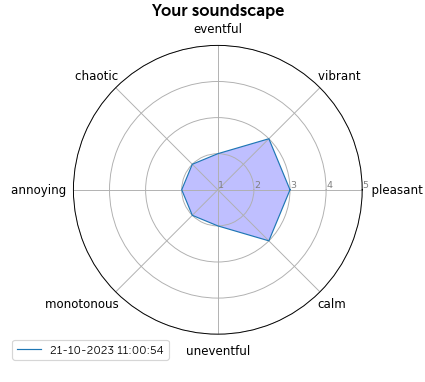 Your soundscape
eventful
chaotic
vibrant
annoying
1 2 3 4 5
pleasant
monotonous
calm
21-10-2023 11:00:54
uneventful